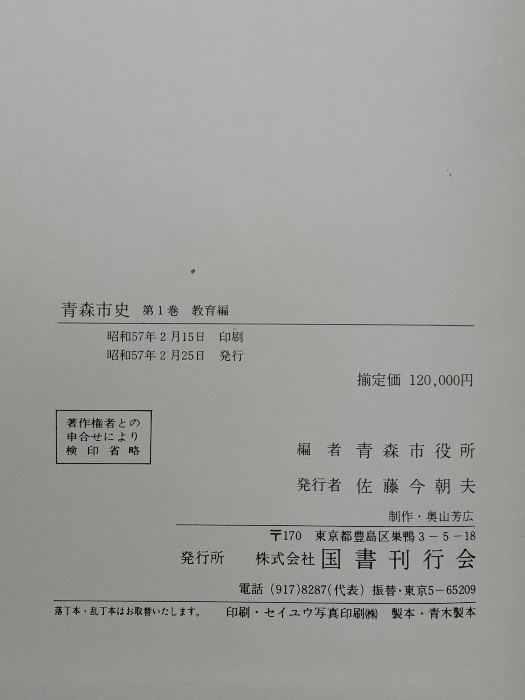 青森市史 第1巻 教育編
昭和57年2月15日 印刷
昭和57年2月25日 発行
揃定価 120,000円
著作権者との
申合せにより
検印省略
編者 青森市役所
発行者 佐藤今朝夫
制作・奥山芳広
〒170 東京都豊島区巣鴨3-5-18
発行所 株式会社 国書刊行会
電話(917)8287(代表) 振替・東京5-65209
落丁本・乱丁本はお取替いたします。 印刷・セイユウ写真印刷㈱ 製本・青木製本